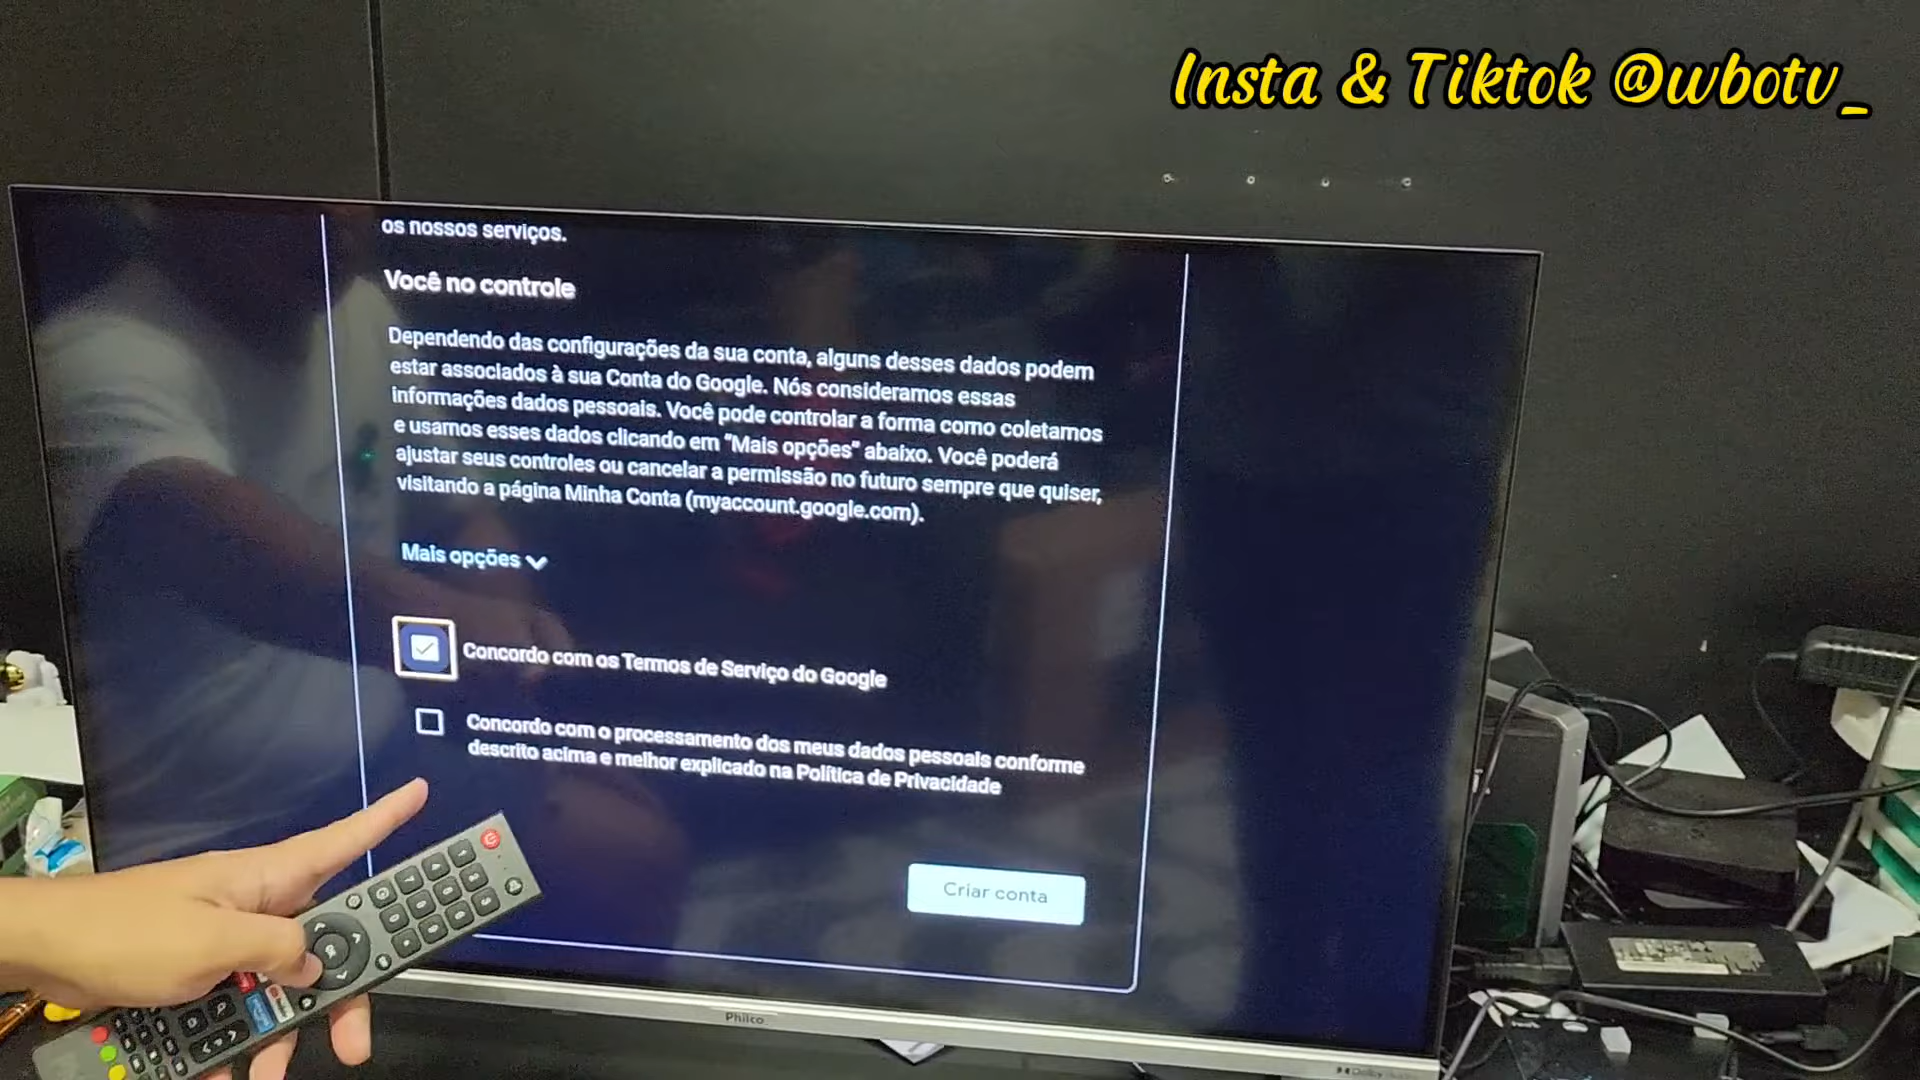 Insta & Tiktok @wbotv_
os nossos serviços.
Você no controle
Dependendo das configurações da sua conta, alguns desses dados podem
estar associados à sua Conta do Google. Nós consideramos essas
informações dados pessoais. Você pode controlar a forma como coletamos
e usamos esses dados clicando em "Mais opções" abaixo. Você poderá
ajustar seus controles ou cancelar a permissão no futuro sempre que quiser,
visitando a página Minha Conta (myaccount.google.com).
Mais opções
Concordo com os Termos de Serviço do Google
Concordo com o processamento dos meus dados pessoais conforme
descrito acima e melhor explicado na Política de Privacidade
Criar conta
Philco
Dolby